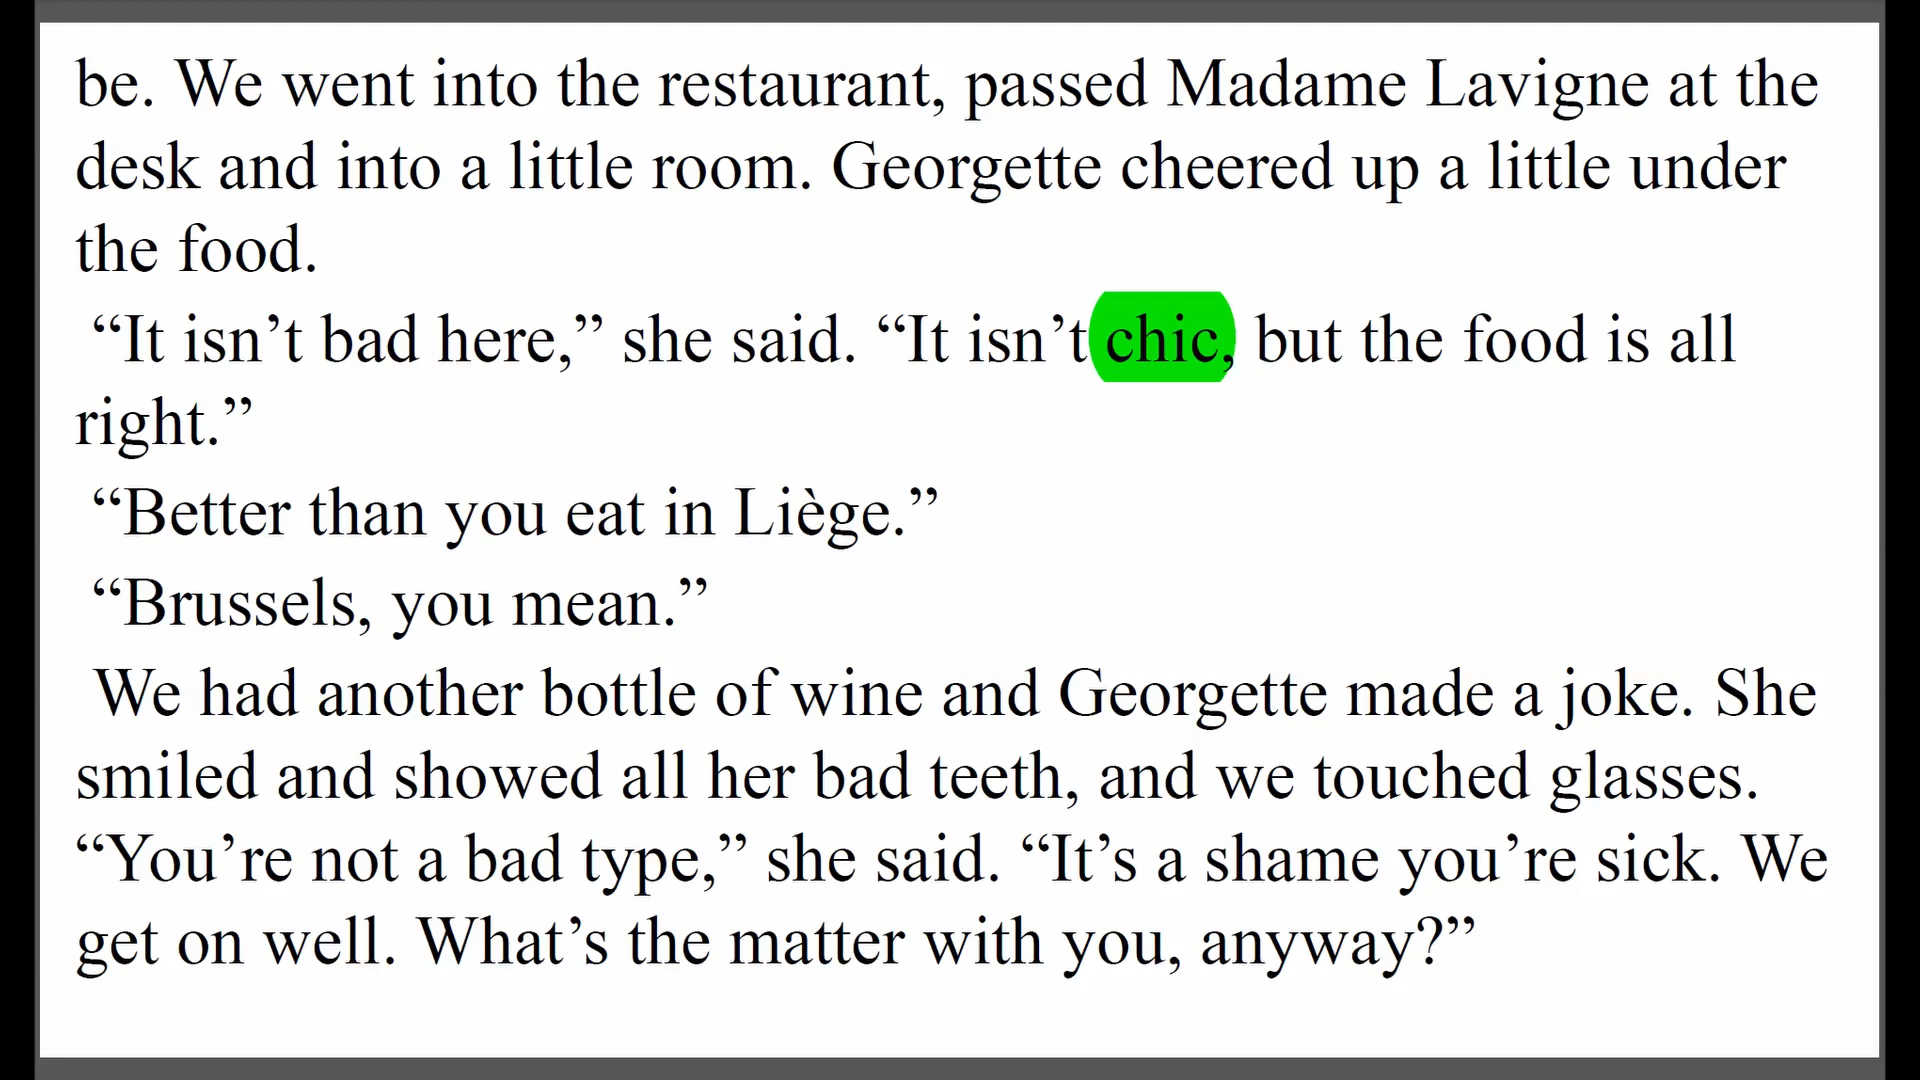 be. We went into the restaurant, passed Madame Lavigne at the
desk and into a little room. Georgette cheered up a little under
the food.
“It isn’t bad here,” she said. “It isn’t chic, but the food is all
right.”
“Better than you eat in Liège.”
“Brussels, you mean.”
We had another bottle of wine and Georgette made a joke. She
smiled and showed all her bad teeth, and we touched glasses.
“You’re not a bad type,” she said. “It’s a shame you’re sick. We
get on well. What’s the matter with you, anyway?”